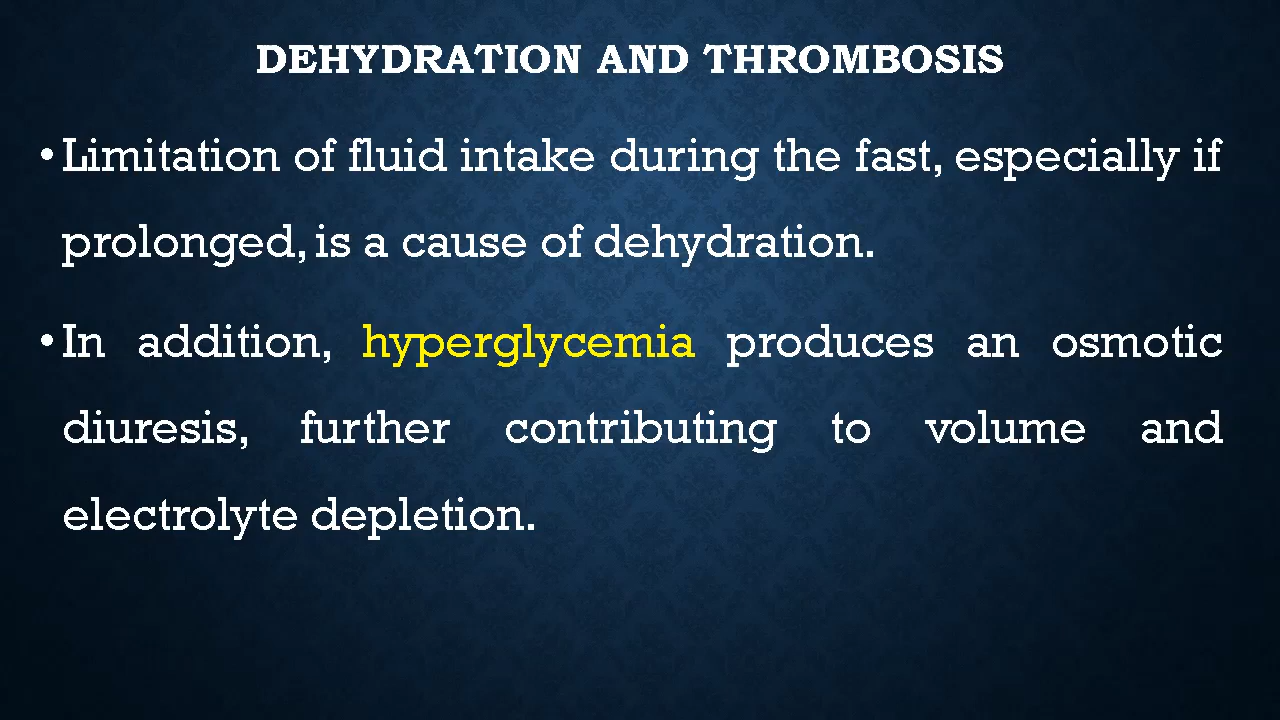 DEHYDRATION AND THROMBOSIS
• Limitation of fluid intake during the fast, especially if
prolonged, is a cause of dehydration.
• In addition, hyperglycemia produces an osmotic
diuresis, further contributing to volume and
electrolyte depletion.